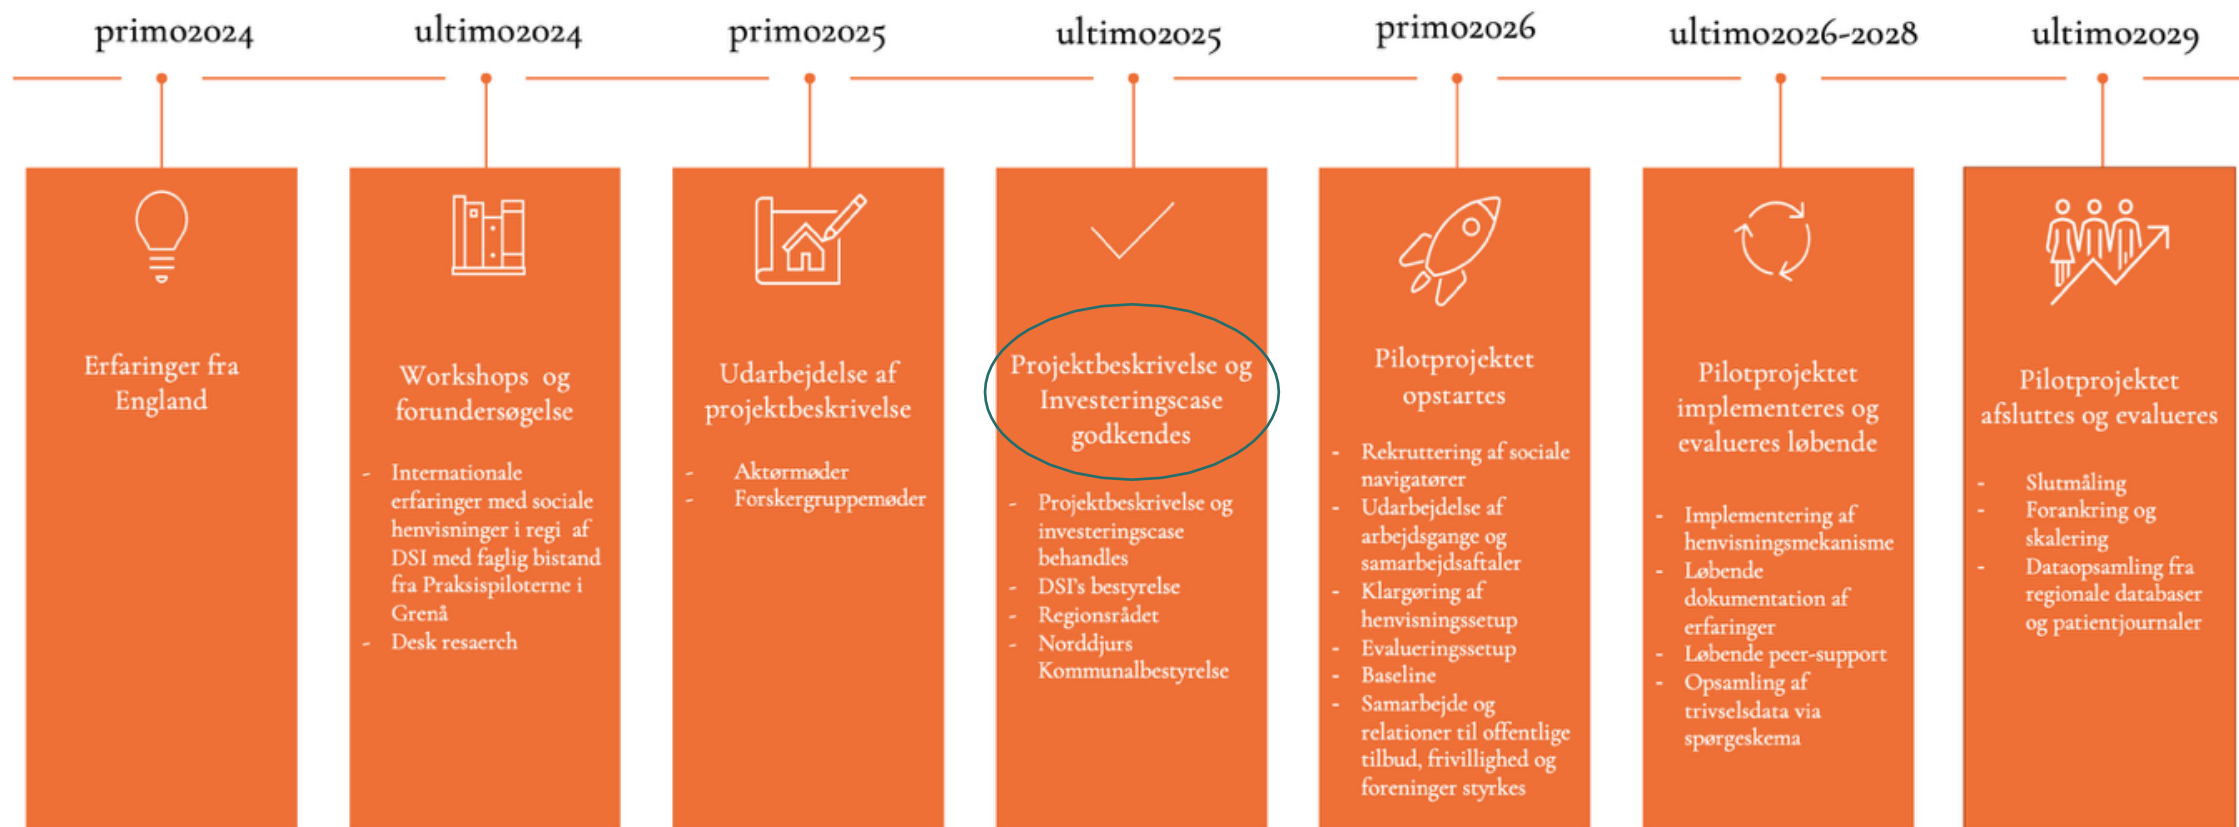 primo2024
ultimo2024
primo2025
ultimo2025
primo2026
ultimo2026-2028
ultimo2029
Erfaringer fra
England
Workshops og
forundersøgelse
- Internationale
erfaringer med sociale
henvisninger i regi af
DSI med faglig bistand
fra Praksispiloterne i
Grenå
- Desk resaerch
Udarbejdelse af
projektbeskrivelse
- Aktørmøder
- Forskergruppemøder
Projektbeskrivelse og
Investeringscase
godkendes
- Projektbeskrivelse og
investeringscase
behandles
- DSI's bestyrelse
- Regionsrådet
- Norddjurs
Kommunalbestyrelse
Pilotprojektet
opstartes
- Rekruttering af sociale
navigatører
- Udarbejdelse af
arbejdsgange og
samarbejdsaftaler
- Klargøring af
henvisningssetup
- Evalueringssetup
- Baseline
- Samarbejde og
relationer til offentlige
tilbud, frivillighed og
foreninger styrkes
Pilotprojektet
implementeres og
evalueres løbende
- Implementering af
henvisningsmekanisme
- Løbende
dokumentation af
erfaringer
- Løbende peer-support
- Opsamling af
trivselsdata via
spørgeskema
Pilotprojektet
afsluttes og evalueres
- Slutmåling
- Forankring og
skalering
- Dataopsamling fra
regionale databaser
og patientjournaler